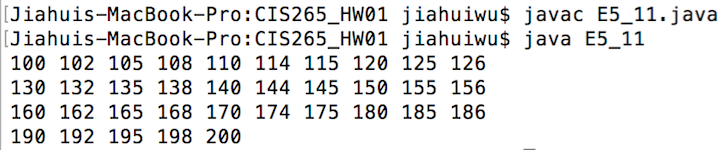 [Jiahuis-MacBook-Pro:CIS265_HW01 jiahuiwu$ javac E5_11.java
[Jiahuis-MacBook-Pro:CIS265_HW01 jiahuiwu$ java E5_11
100 102 105 108 110 114 115 120 125 126
130 132 135 138 140 144 145 150 155 156
160 162 165 168 170 174 175 180 185 186
190 192 195 198 200